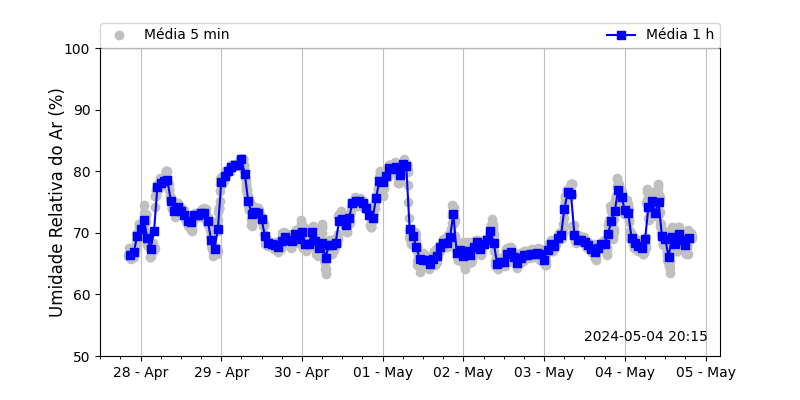 Média 5 min
Média 1 h
Umidade Relativa do Ar (%)
100
90
80
70
60
50
2024-05-04 20:15
28 - Apr
29 - Apr
30 - Apr
01 - May
02 - May
03 - May
04 - May
05 - May